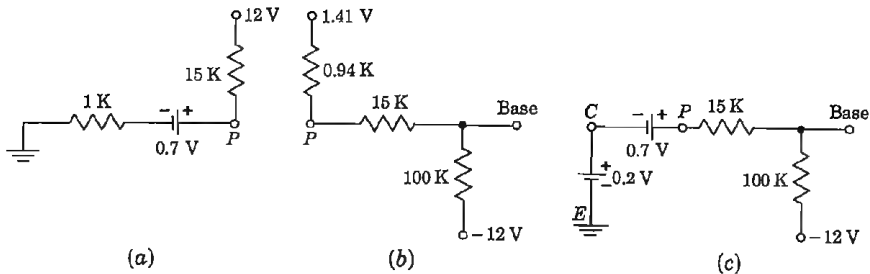 12 V
15 K
1 K
- +
0.7 V
P
(a)
1.41 V
0.94 K
15 K
Base
P
100 K
-12 V
(b)
C
- +
P
15 K
Base
0.7 V
+
-
0.2 V
100 K
E
-12 V
(c)